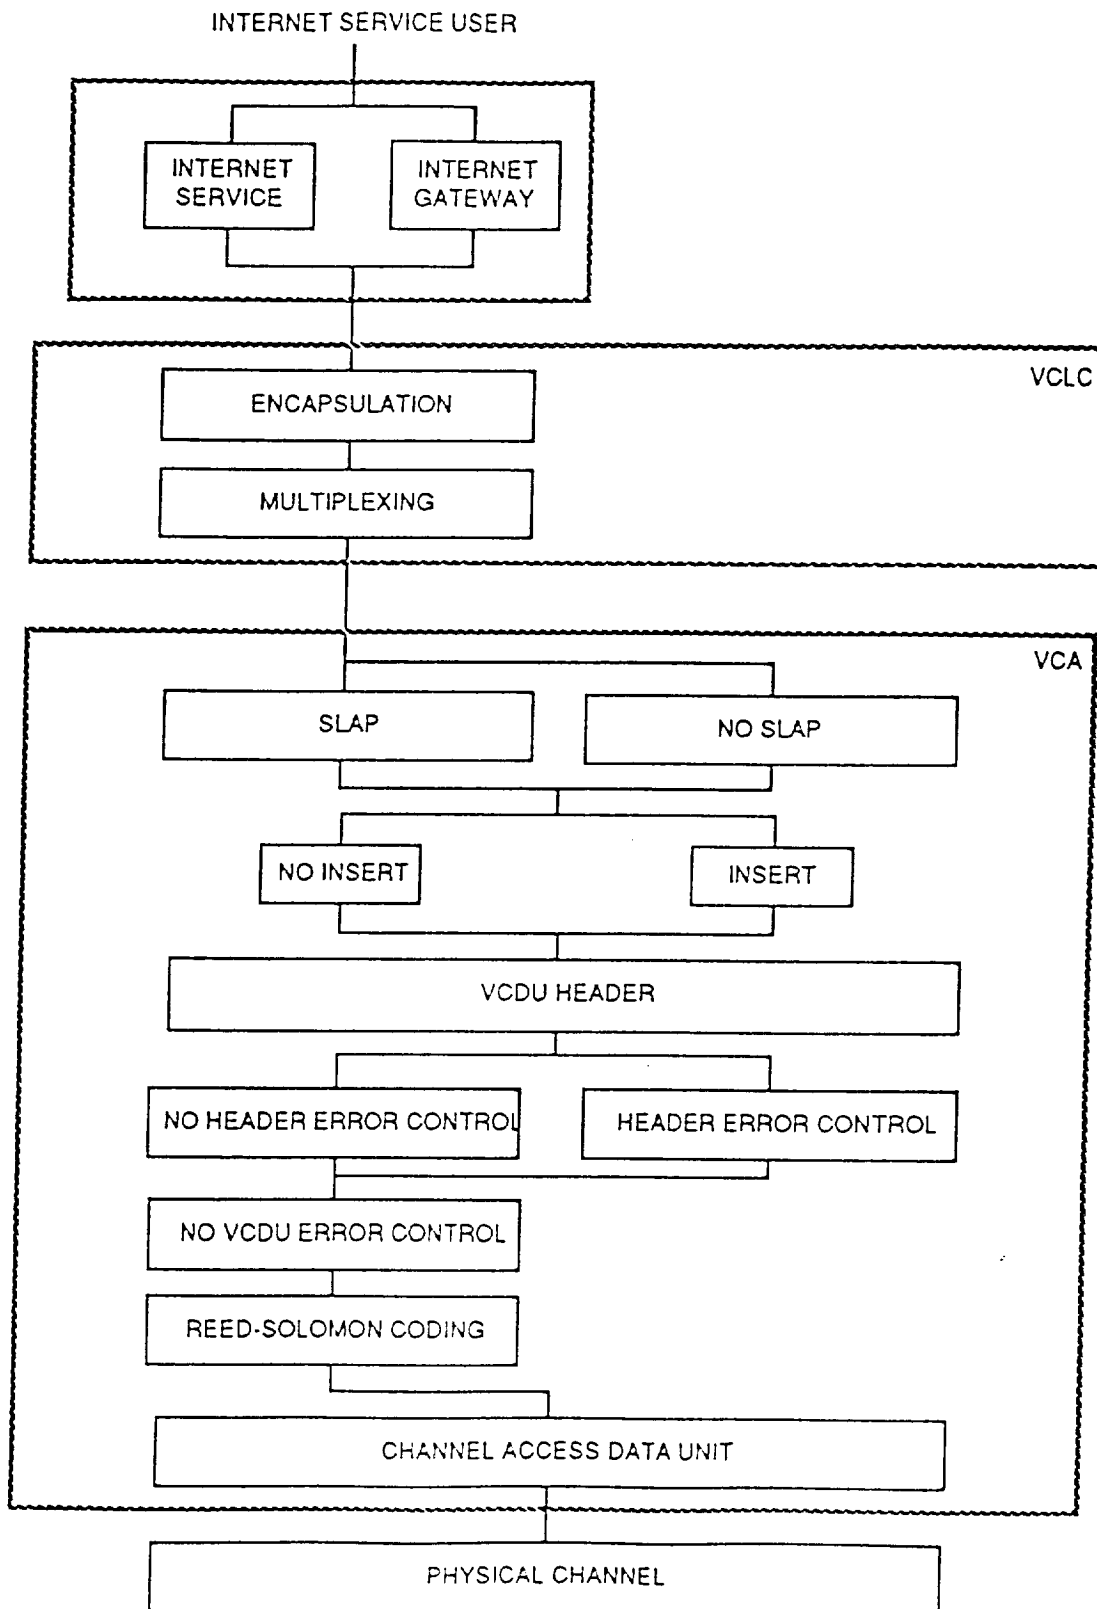 INTERNET SERVICE USER
INTERNET
SERVICE
INTERNET
GATEWAY
VCLC
ENCAPSULATION
MULTIPLEXING
VCA
SLAP
NO SLAP
NO INSERT
INSERT
VCDU HEADER
NO HEADER ERROR CONTROL
HEADER ERROR CONTROL
NO VCDU ERROR CONTROL
REED-SOLOMON CODING
CHANNEL ACCESS DATA UNIT
PHYSICAL CHANNEL